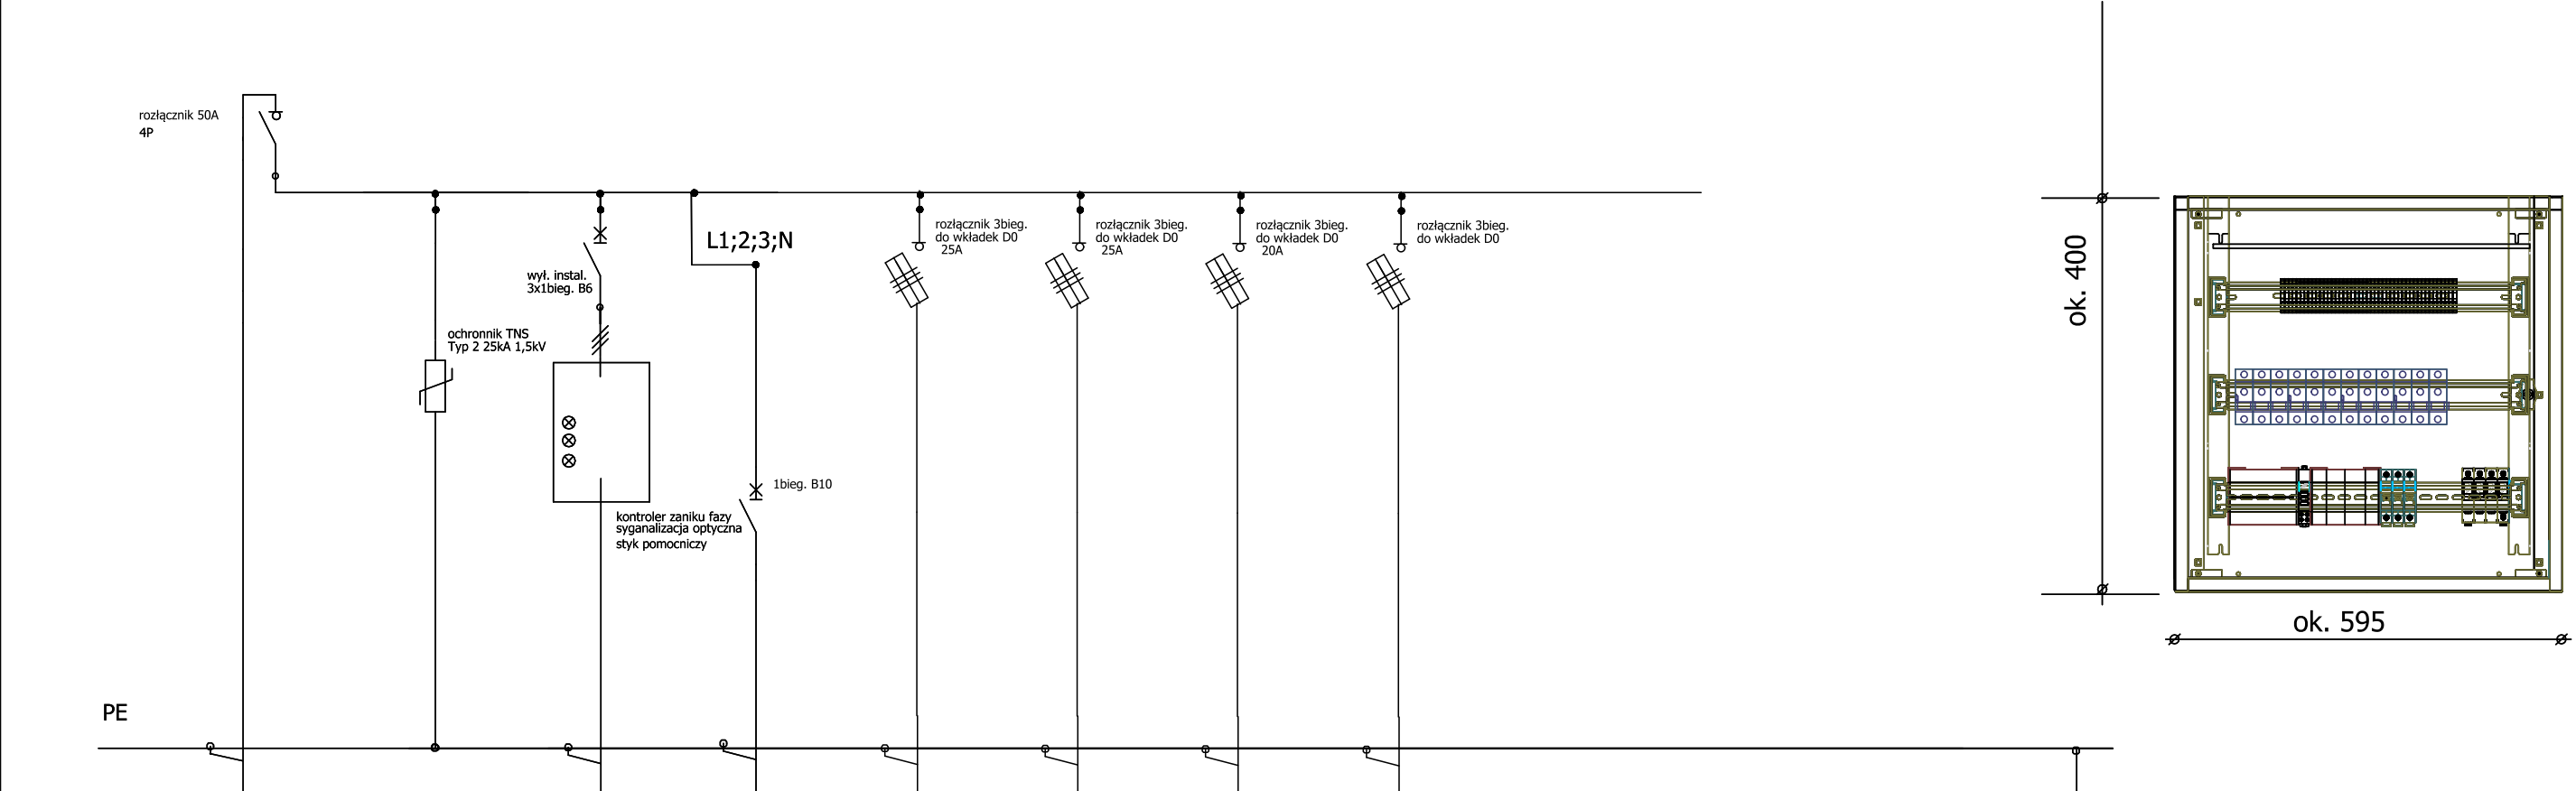 rozłącznik 50A
4P
L1;2;3;N
wył. instal.
3x1bieg. B6
ochronnik TNS
Typ 2 25kA 1,5kV
kontroler zaniku fazy
syganalizacja optyczna
styk pomocniczy
1bieg. B10
rozłącznik 3bieg.
do wkładek D0
25A
rozłącznik 3bieg.
do wkładek D0
25A
rozłącznik 3bieg.
do wkładek D0
20A
rozłącznik 3bieg.
do wkładek D0
PE
ok. 400
ok. 595